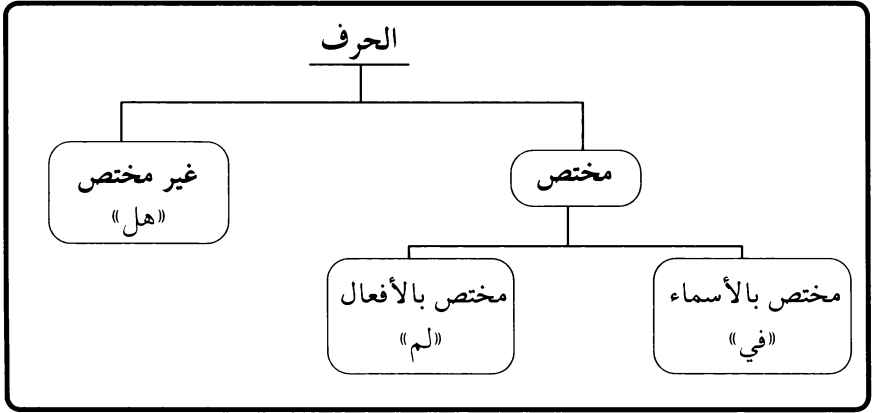 الحرف
مختص
غير مختص
«هل»
مختص بالأسماء
«في»
مختص بالأفعال
«لم»